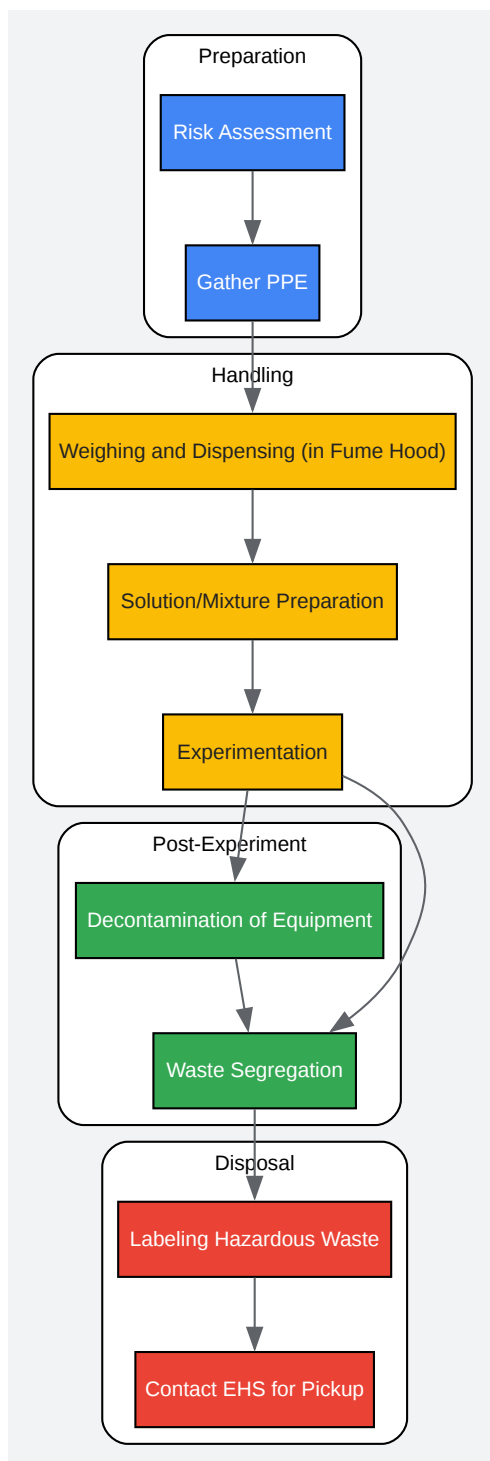 Preparation
Risk Assessment
Gather PPE
Handling
Weighing and Dispensing (in Fume Hood)
Solution/Mixture Preparation
Experimentation
Post-Experiment
Decontamination of Equipment
Waste Segregation
Disposal
Labeling Hazardous Waste
Contact EHS for Pickup